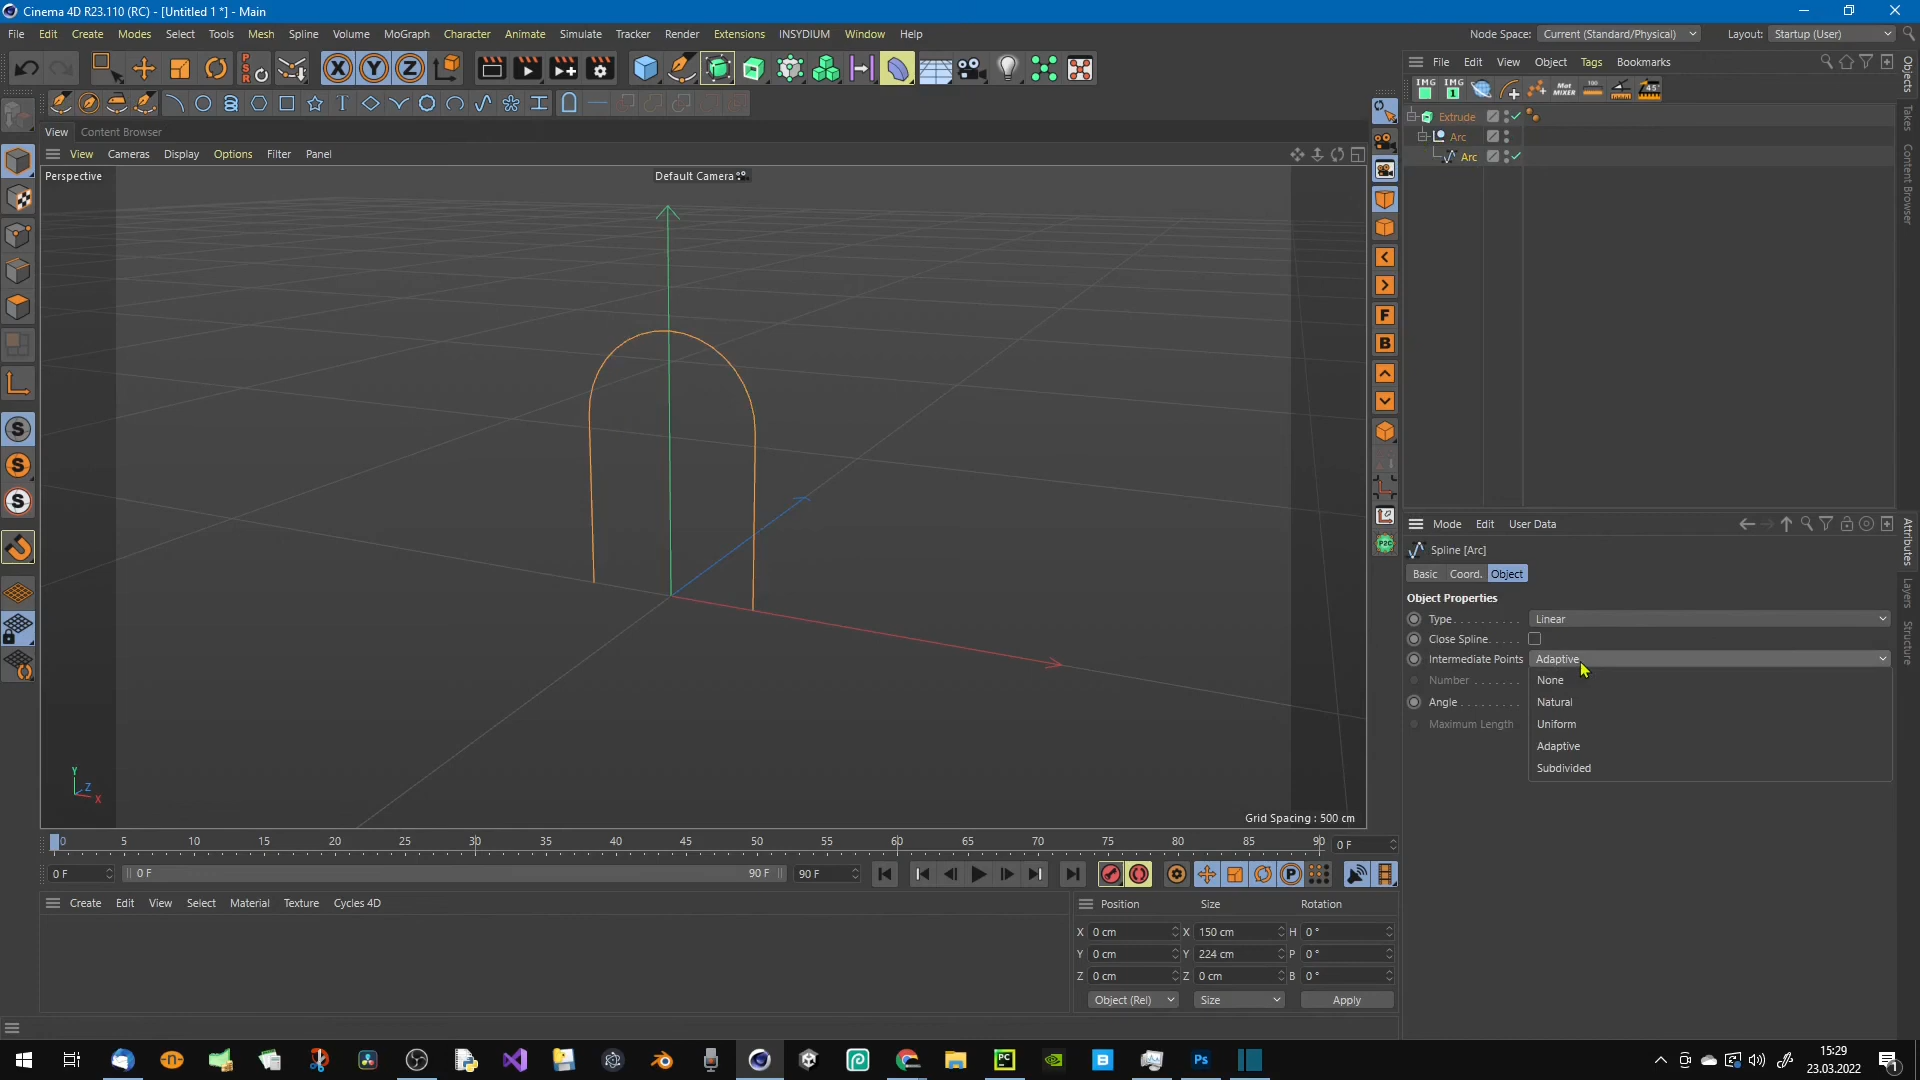 Cinema 4D R23.110 (RC) - [Untitled 1 *] - Main
File Edit Create Modes Select Tools Mesh Spline Volume MoGraph Character Animate Simulate Tracker Render Extensions INSYDIUM Window Help
Node Space: Current (Standard/Physical) Layout: Startup (User)
File Edit View Object Tags Bookmarks
View Content Browser
View Cameras Display Options Filter Panel
Perspective
Default Camera
Extrude
Arc
Arc
Objects
Takes
Content Browser
Y
Z
X
Grid Spacing : 500 cm
Mode Edit User Data
Spline [Arc]
Basic Coord. Object
Object Properties
Type Linear
Close Spline
Intermediate Points Adaptive
Number
Angle
Maximum Length
None
Natural
Uniform
Adaptive
Subdivided
Attributes
Layers
Structure
0 5 10 15 20 25 30 35 40 45 50 55 60 65 70 75 80 85 90
0 F
0 F 0 F 90 F 90 F
Create Edit View Select Material Texture Cycles 4D
Position Size Rotation
X 0 cm X 150 cm H 0 °
Y 0 cm Y 224 cm P 0 °
Z 0 cm Z 0 cm B 0 °
Object (Rel) Size Apply
15:29
23.03.2022